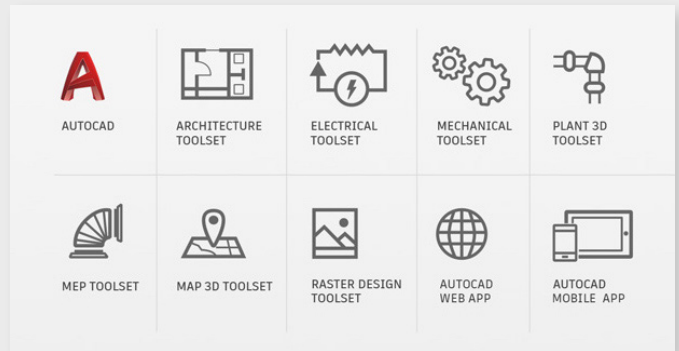 AUTOCAD
ARCHITECTURE
TOOLSET
ELECTRICAL
TOOLSET
MECHANICAL
TOOLSET
PLANT 3D
TOOLSET
MEP TOOLSET
MAP 3D TOOLSET
RASTER DESIGN
TOOLSET
AUTOCAD
WEB APP
AUTOCAD
MOBILE APP